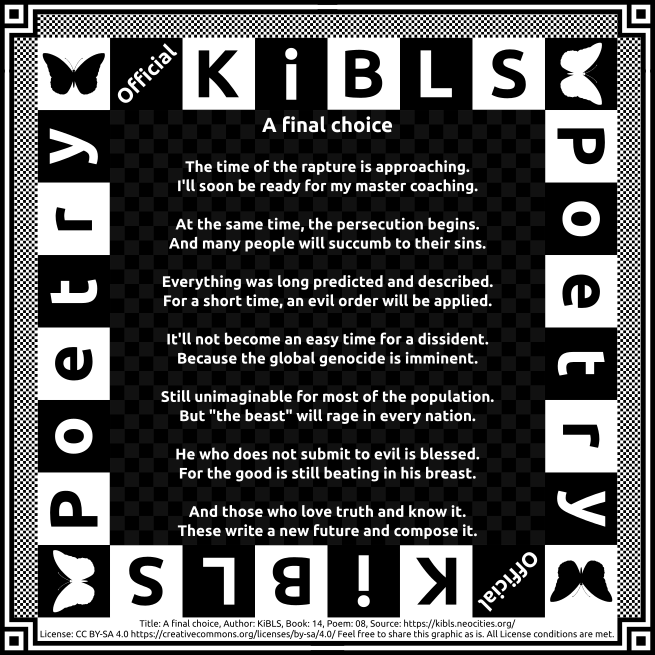 Official KiBLS
Poetry
Poetry
A final choice
The time of the rapture is approaching.
I'll soon be ready for my master coaching.
At the same time, the persecution begins.
And many people will succumb to their sins.
Everything was long predicted and described.
For a short time, an evil order will be applied.
It'll not become an easy time for a dissident.
Because the global genocide is imminent.
Still unimaginable for most of the population.
But "the beast" will rage in every nation.
He who does not submit to evil is blessed.
For the good is still beating in his breast.
And those who love truth and know it.
These write a new future and compose it.
Official KiBLS
Title: A final choice, Author: KiBLS, Book: 14, Poem: 08, Source: https://kibls.neocities.org/
License: CC BY-SA 4.0 https://creativecommons.org/licenses/by-sa/4.0/ Feel free to share this graphic as is. All License conditions are met.